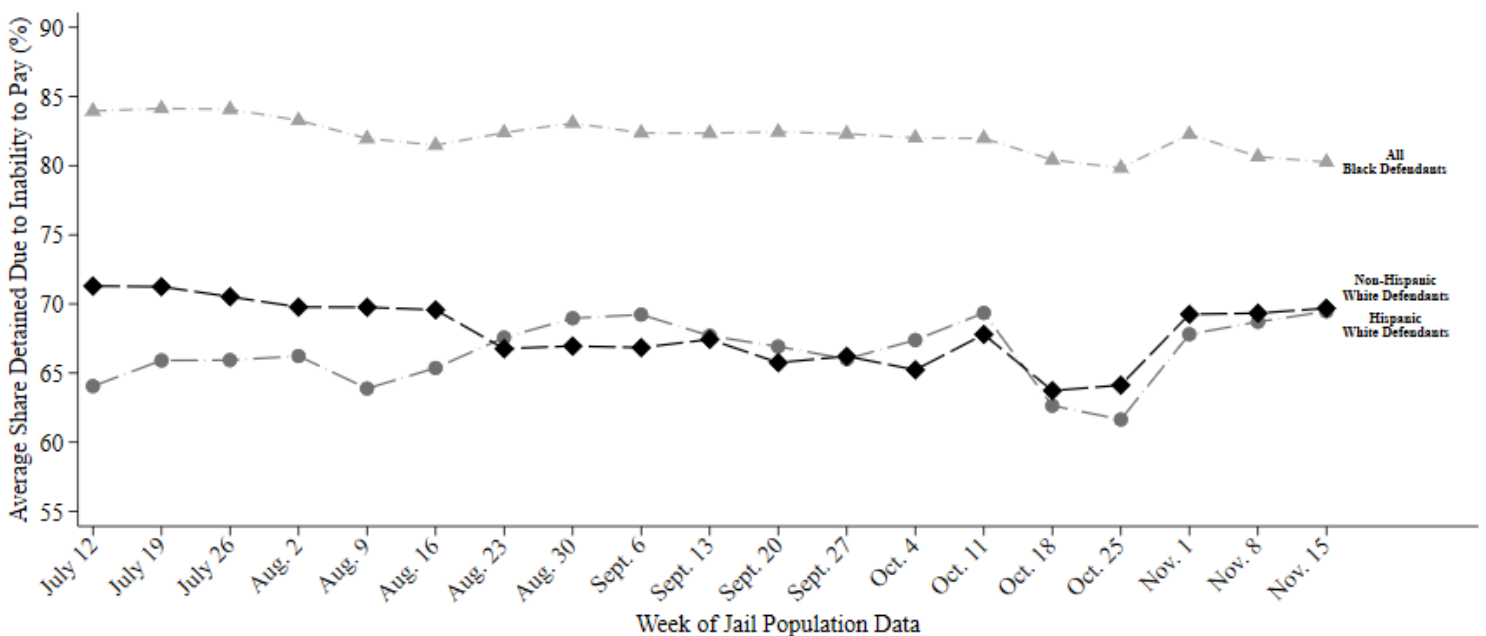 Average Share Detained Due to Inability to Pay (%)
90
85
80
75
70
65
60
55
All
Black Defendants
Non-Hispanic
White Defendants
Hispanic
White Defendants
July 12
July 19
July 26
Aug. 2
Aug. 9
Aug. 16
Aug. 23
Aug. 30
Sept. 6
Sept. 13
Sept. 20
Sept. 27
Oct. 4
Oct. 11
Oct. 18
Oct. 25
Nov. 1
Nov. 8
Nov. 15
Week of Jail Population Data